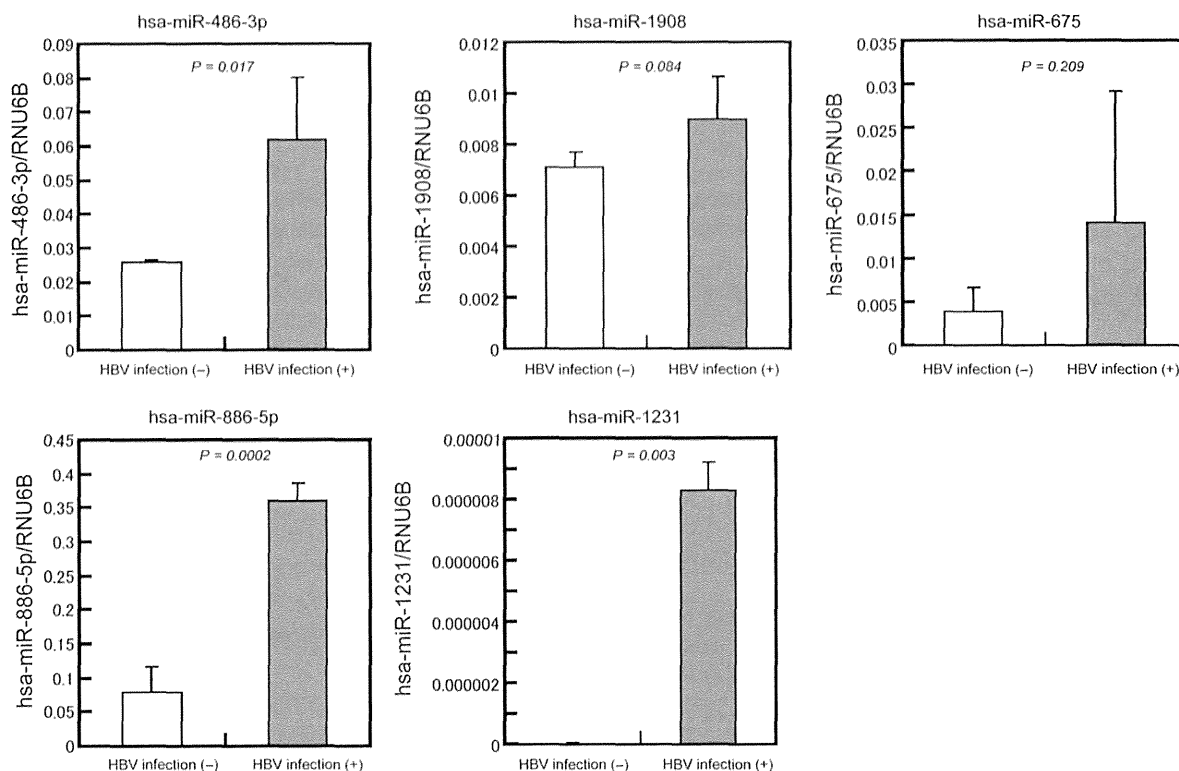 hsa-miR-486-3p
P = 0.017
hsa-miR-486-3p/RNU6B
0.09
0.08
0.07
0.06
0.05
0.04
0.03
0.02
0.01
0
HBV infection (–)
HBV infection (+)
hsa-miR-1908
P = 0.084
hsa-miR-1908/RNU6B
0.012
0.01
0.008
0.006
0.004
0.002
0
HBV infection (–)
HBV infection (+)
hsa-miR-675
P = 0.209
hsa-miR-675/RNU6B
0.035
0.03
0.025
0.02
0.015
0.01
0.005
0
HBV infection (–)
HBV infection (+)
hsa-miR-886-5p
P = 0.0002
hsa-miR-886-5p/RNU6B
0.45
0.4
0.35
0.3
0.25
0.2
0.15
0.1
0.05
0
HBV infection (–)
HBV infection (+)
hsa-miR-1231
P = 0.003
hsa-miR-1231/RNU6B
0.00001
0.000008
0.000006
0.000004
0.000002
0
HBV infection (–)
HBV infection (+)